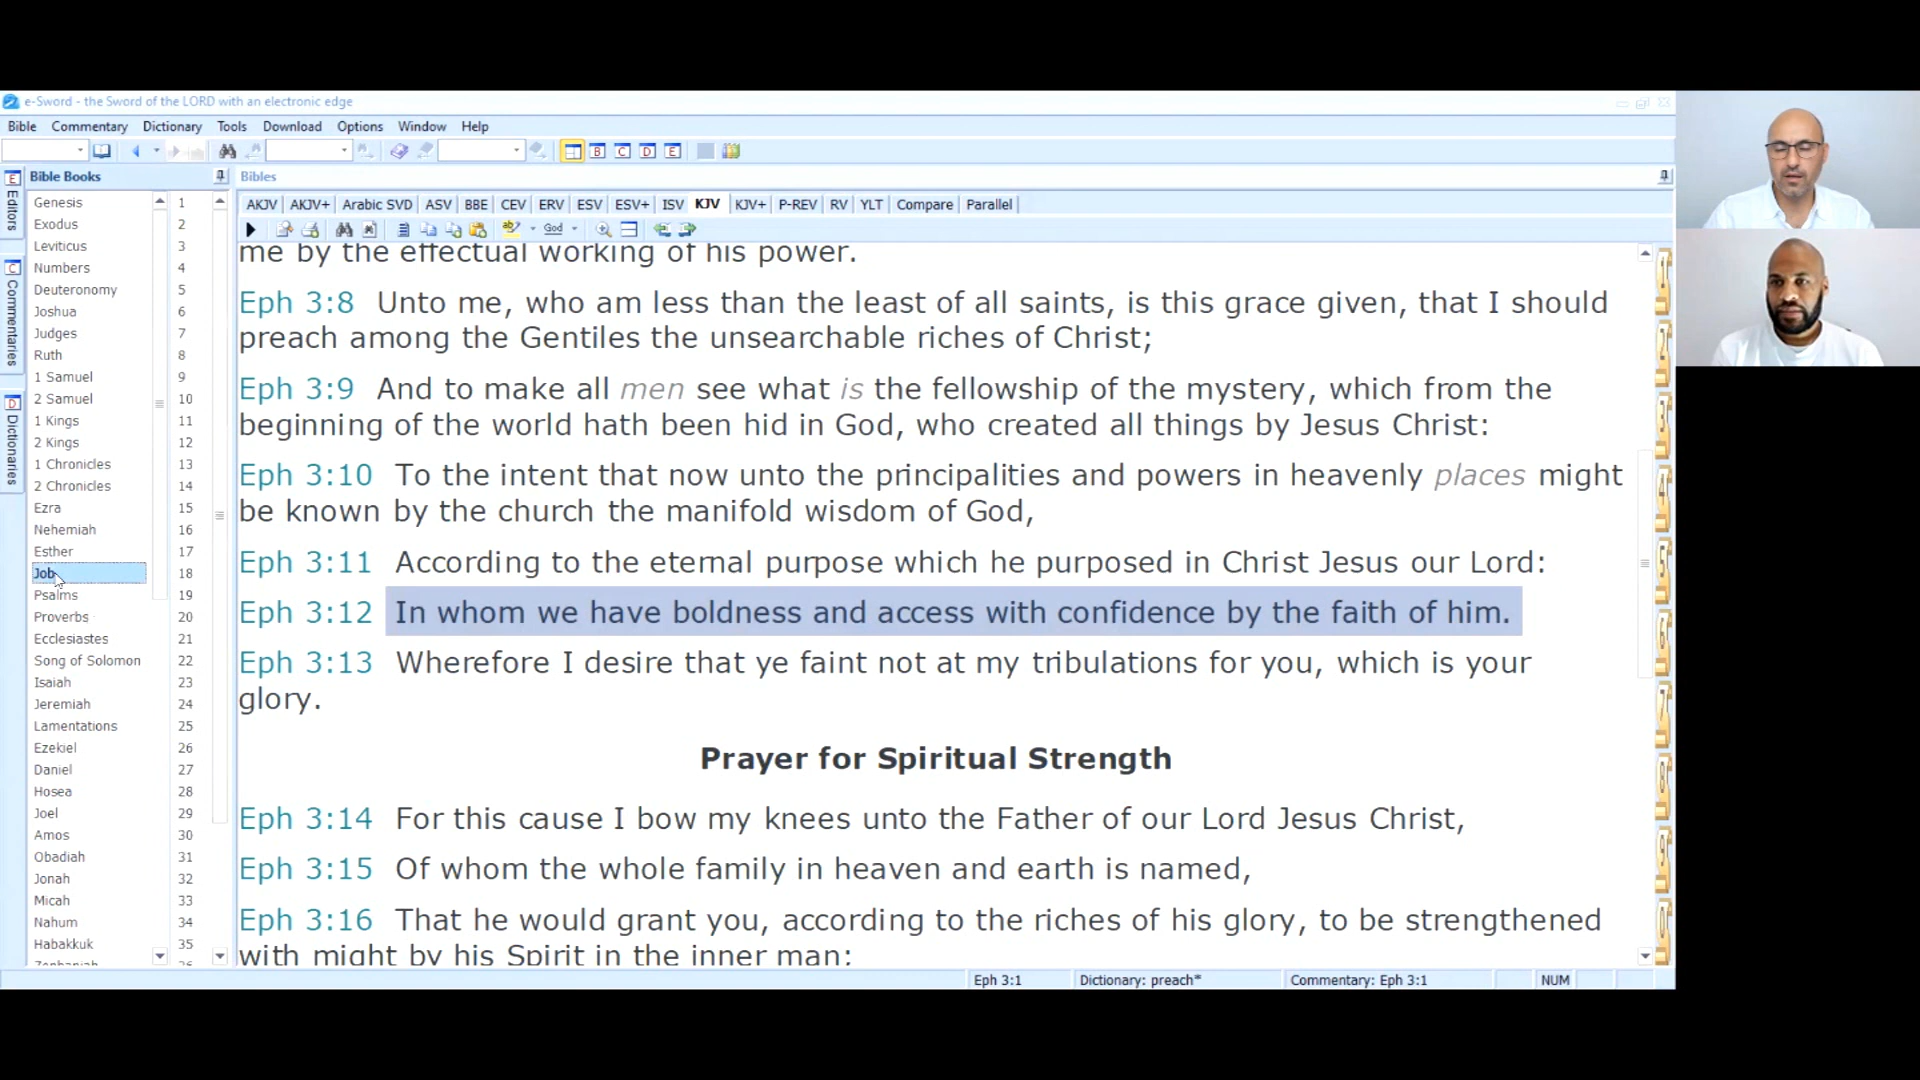 e-Sword - the Sword of the LORD with an electronic edge
Bible Commentary Dictionary Tools Download Options Window Help
B C D E
E Editors
C Commentaries
D Dictionaries
Bible Books
Genesis 1
Exodus 2
Leviticus 3
Numbers 4
Deuteronomy 5
Joshua 6
Judges 7
Ruth 8
1 Samuel 9
2 Samuel 10
1 Kings 11
2 Kings 12
1 Chronicles 13
2 Chronicles 14
Ezra 15
Nehemiah 16
Esther 17
Job 18
Psalms 19
Proverbs 20
Ecclesiastes 21
Song of Solomon 22
Isaiah 23
Jeremiah 24
Lamentations 25
Ezekiel 26
Daniel 27
Hosea 28
Joel 29
Amos 30
Obadiah 31
Jonah 32
Micah 33
Nahum 34
Habakkuk 35
Bibles
AKJV AKJV+ Arabic SVD ASV BBE CEV ERV ESV ESV+ ISV KJV KJV+ P-REV RV YLT Compare Parallel
God
me by the effectual working of his power.
Eph 3:8 Unto me, who am less than the least of all saints, is this grace given, that I should
preach among the Gentiles the unsearchable riches of Christ;
Eph 3:9 And to make all men see what is the fellowship of the mystery, which from the
beginning of the world hath been hid in God, who created all things by Jesus Christ:
Eph 3:10 To the intent that now unto the principalities and powers in heavenly places might
be known by the church the manifold wisdom of God,
Eph 3:11 According to the eternal purpose which he purposed in Christ Jesus our Lord:
Eph 3:12 In whom we have boldness and access with confidence by the faith of him.
Eph 3:13 Wherefore I desire that ye faint not at my tribulations for you, which is your
glory.
Prayer for Spiritual Strength
Eph 3:14 For this cause I bow my knees unto the Father of our Lord Jesus Christ,
Eph 3:15 Of whom the whole family in heaven and earth is named,
Eph 3:16 That he would grant you, according to the riches of his glory, to be strengthened
with might by his Spirit in the inner man:
1
2
3
4
5
6
7
8
9
0
Eph 3:1 Dictionary: preach* Commentary: Eph 3:1 NUM